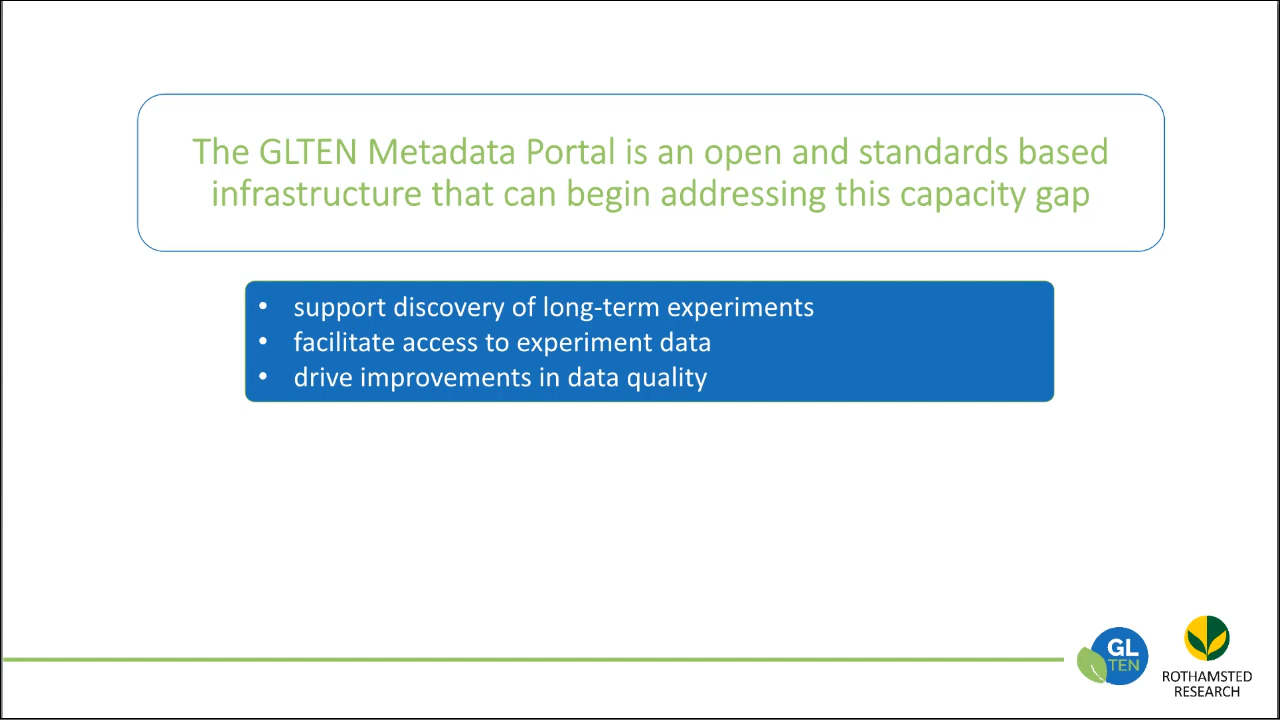 The GLTEN Metadata Portal is an open and standards based
infrastructure that can begin addressing this capacity gap
• support discovery of long-term experiments
• facilitate access to experiment data
• drive improvements in data quality
GL
TEN
ROTHAMSTED
RESEARCH